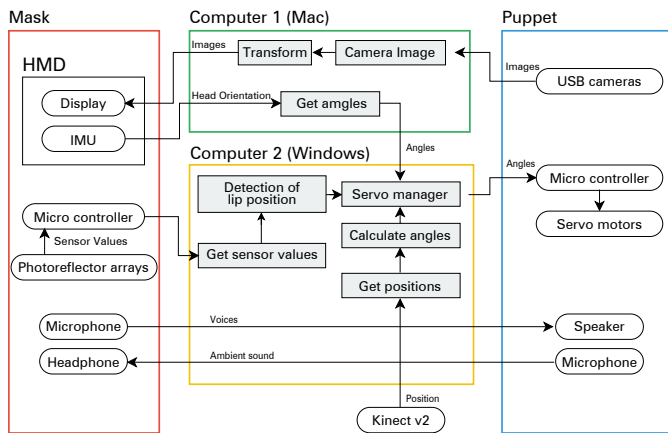 Mask
Computer 1 (Mac)
Puppet
HMD
Display
IMU
Images
Transform
Camera Image
Images
USB cameras
Head Orientation
Get amgles
Angles
Computer 2 (Windows)
Detection of
lip position
Servo manager
Angles
Micro controller
Servo motors
Micro controller
Sensor Values
Photoreflector arrays
Get sensor values
Calculate angles
Get positions
Microphone
Voices
Speaker
Headphone
Ambient sound
Microphone
Position
Kinect v2